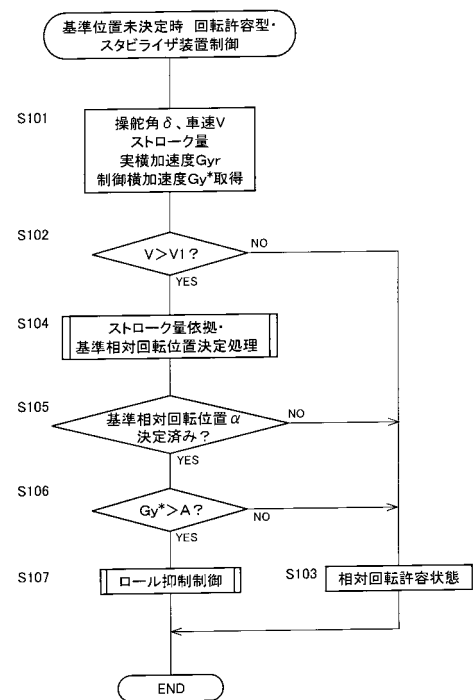 基準位置未決定時 回転許容型・
スタビライザ装置制御
S101
操舵角δ、車速V
ストローク量
実横加速度Gyr
制御横加速度Gy*取得
S102
V>V1?
NO
YES
S104
ストローク量依拠・
基準相対回転位置決定処理
S105
基準相対回転位置α
決定済み?
NO
YES
S106
Gy*>A?
NO
YES
S107
ロール抑制制御
S103
相対回転許容状態
END